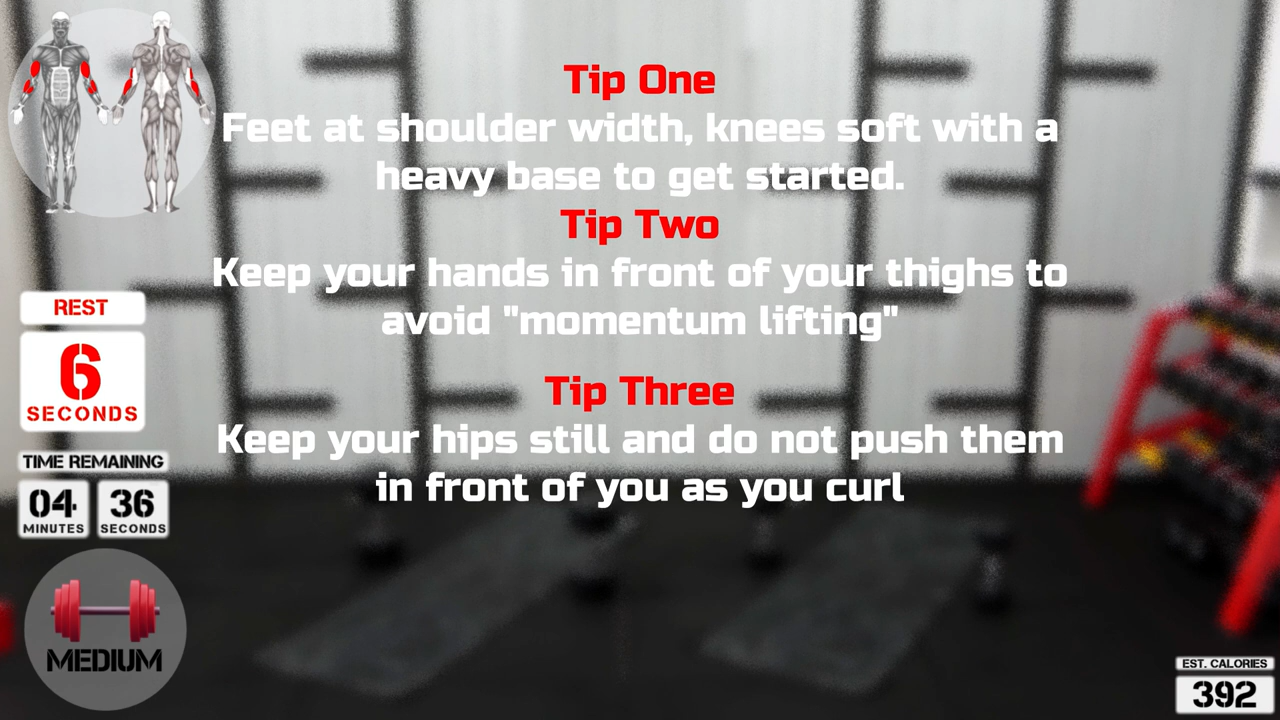 Tip One
Feet at shoulder width, knees soft with a
heavy base to get started.
Tip Two
Keep your hands in front of your thighs to
avoid "momentum lifting"
Tip Three
Keep your hips still and do not push them
in front of you as you curl
REST
6
SECONDS
TIME REMAINING
04 36
MINUTES SECONDS
MEDIUM
EST. CALORIES
392